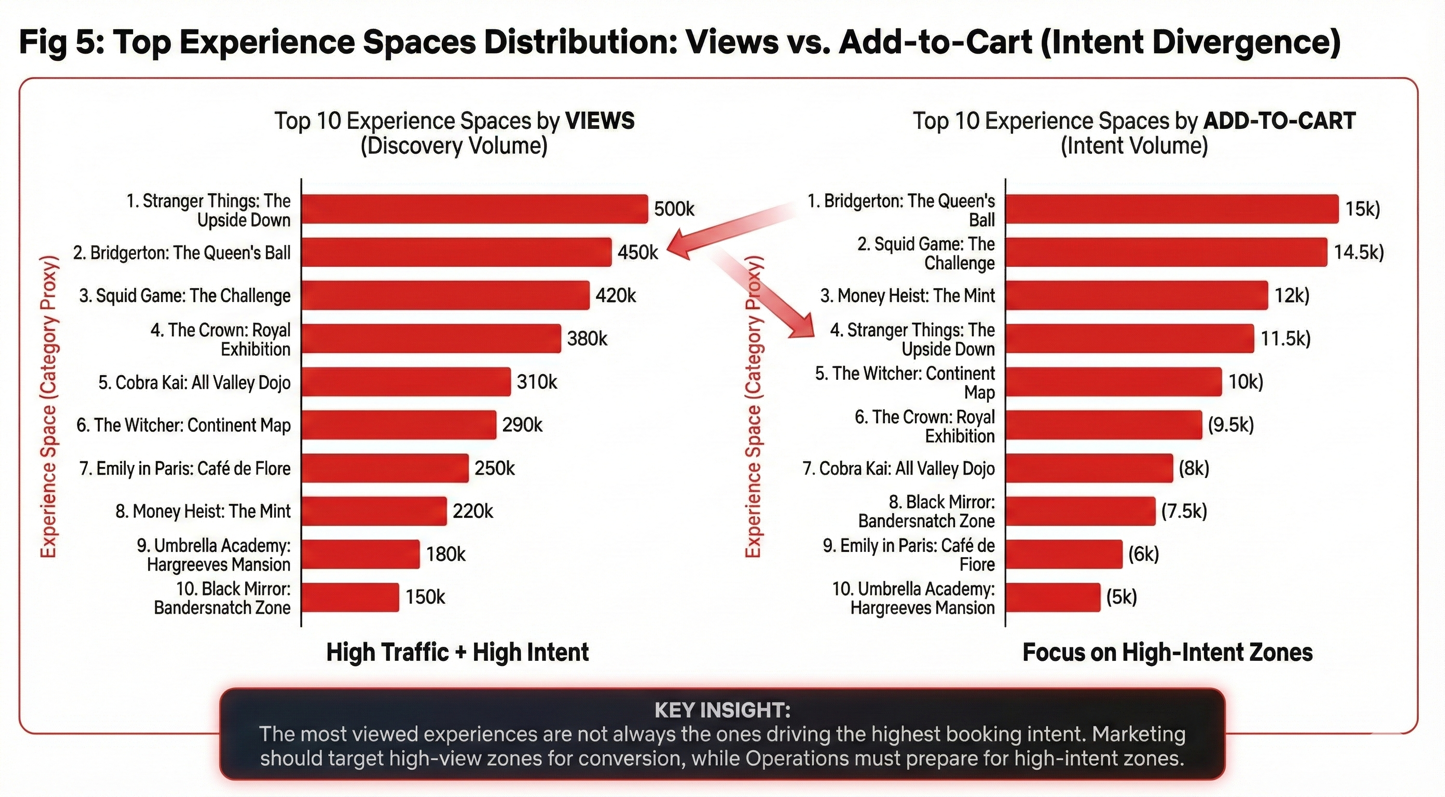 Fig 5: Top Experience Spaces Distribution: Views vs. Add-to-Cart (Intent Divergence)
Top 10 Experience Spaces by VIEWS
(Discovery Volume)
Experience Space (Category Proxy)
1. Stranger Things: The
Upside Down
500k
2. Bridgerton: The Queen's Ball
450k
3. Squid Game: The Challenge
420k
4. The Crown: Royal
Exhibition
380k
5. Cobra Kai: All Valley Dojo
310k
6. The Witcher: Continent Map
290k
7. Emily in Paris: Café de Flore
250k
8. Money Heist: The Mint
220k
9. Umbrella Academy:
Hargreeves Mansion
180k
10. Black Mirror:
Bandersnatch Zone
150k
High Traffic + High Intent
Top 10 Experience Spaces by ADD-TO-CART
(Intent Volume)
Experience Space (Category Proxy)
1. Bridgerton: The Queen's
Ball
15k)
2. Squid Game: The
Challenge
14.5k)
3. Money Heist: The Mint
12k)
4. Stranger Things: The
Upside Down
11.5k)
5. The Witcher: Continent
Map
10k)
6. The Crown: Royal
Exhibition
(9.5k)
7. Cobra Kai: All Valley Dojo
(8k)
8. Black Mirror:
Bandersnatch Zone
(7.5k)
9. Emily in Paris: Café de
Fiore
(6k)
10. Umbrella Academy:
Hargreeves Mansion
(5k)
Focus on High-Intent Zones
KEY INSIGHT:
The most viewed experiences are not always the ones driving the highest booking intent. Marketing
should target high-view zones for conversion, while Operations must prepare for high-intent zones.